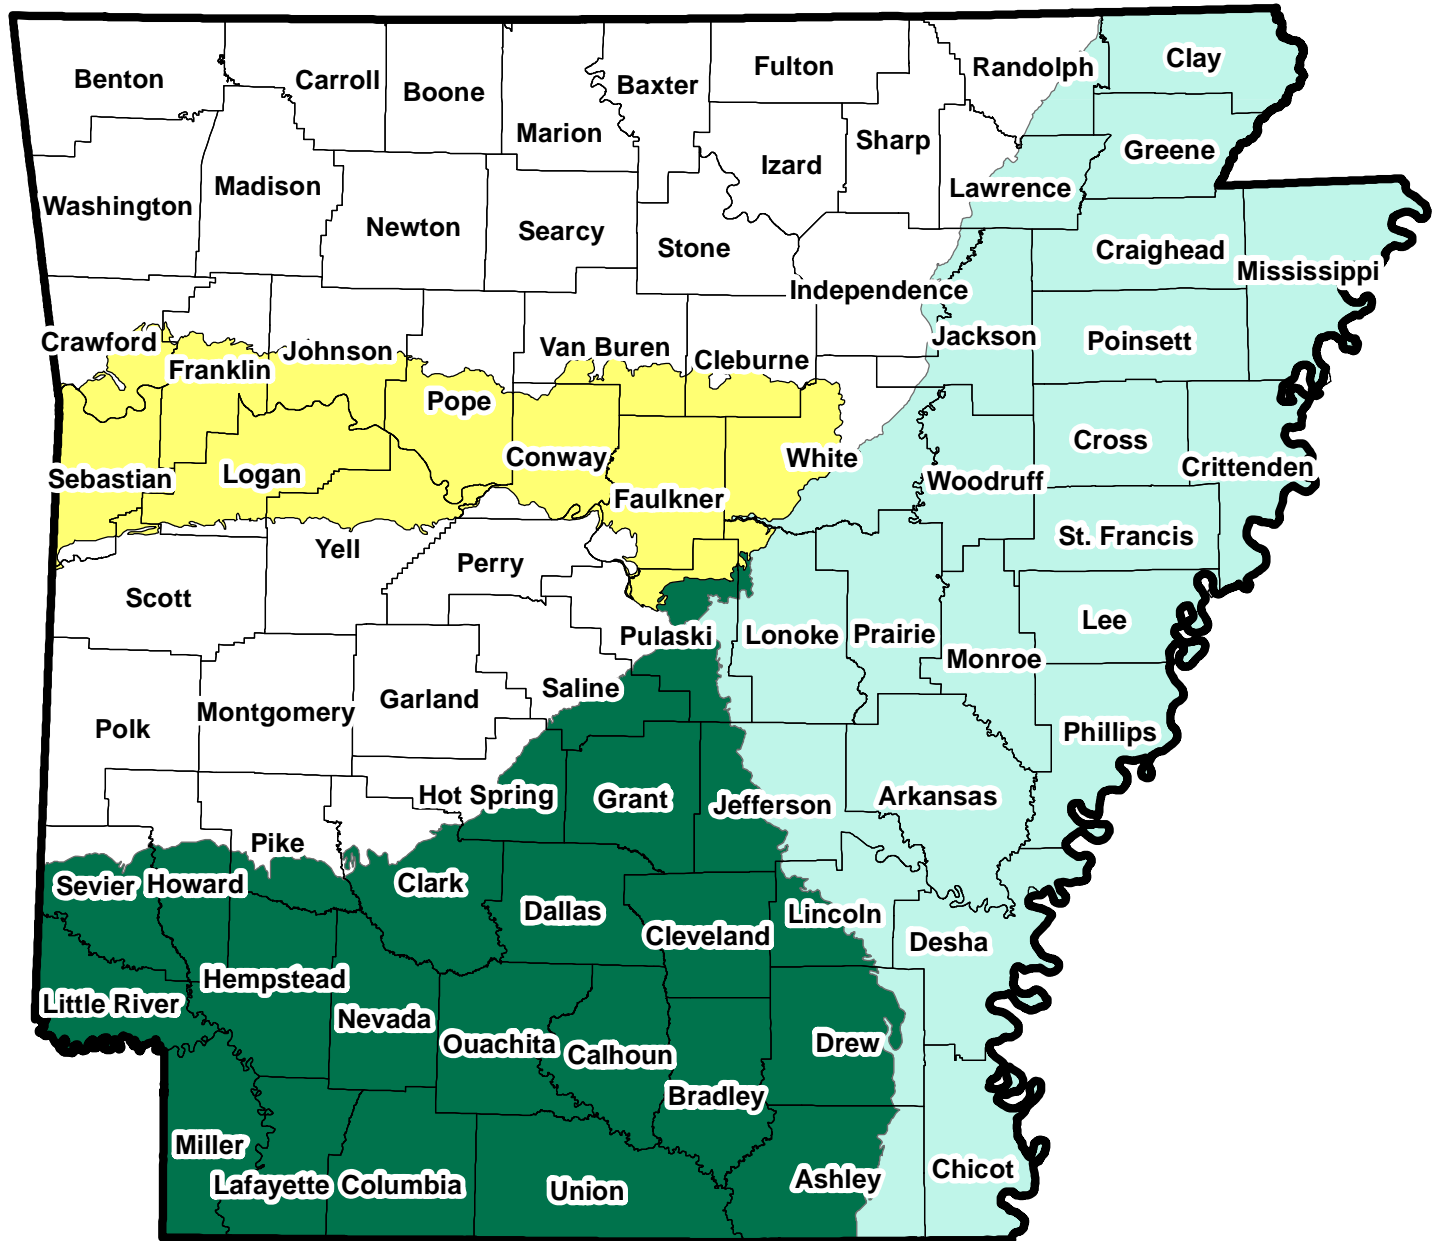 Benton
Carroll
Boone
Marion
Baxter
Fulton
Randolph
Clay
Sharp
Izard
Greene
Washington
Madison
Newton
Searcy
Stone
Lawrence
Craighead
Mississippi
Independence
Crawford
Franklin
Johnson
Van Buren
Cleburne
Jackson
Poinsett
Pope
Conway
White
Cross
Crittenden
Sebastian
Logan
Faulkner
Woodruff
St. Francis
Yell
Perry
Scott
Pulaski
Lonoke
Prairie
Monroe
Lee
Polk
Montgomery
Garland
Saline
Phillips
Hot Spring
Grant
Jefferson
Arkansas
Pike
Sevier
Howard
Clark
Dallas
Cleveland
Lincoln
Desha
Little River
Hempstead
Nevada
Ouachita
Calhoun
Bradley
Drew
Miller
Lafayette
Columbia
Union
Ashley
Chicot